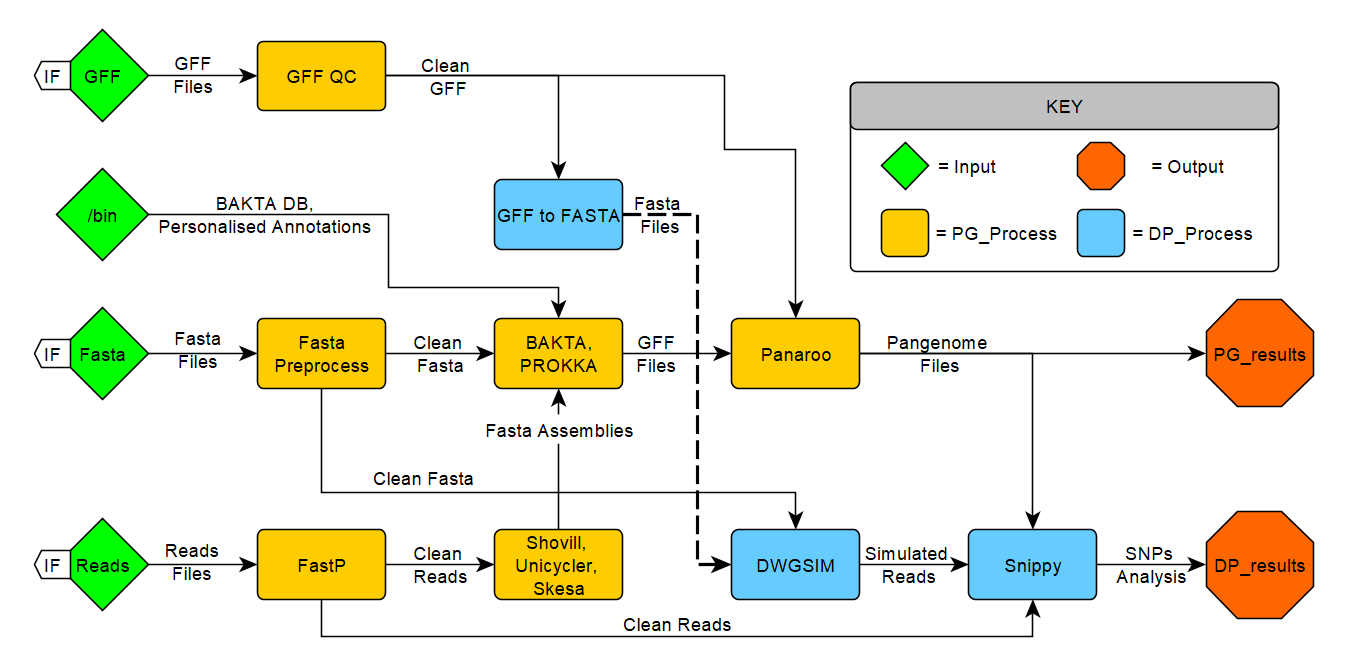 IF
GFF
GFF
Files
GFF QC
Clean
GFF
KEY
= Input
= Output
= PG_Process
= DP_Process
/bin
BAKTA DB,
Personalised Annotations
GFF to FASTA
Fasta
Files
IF
Fasta
Fasta
Files
Fasta
Preprocess
Clean
Fasta
BAKTA,
PROKKA
GFF
Files
Panaroo
Pangenome
Files
PG_results
Fasta Assemblies
Clean Fasta
IF
Reads
Reads
Files
FastP
Clean
Reads
Shovill,
Unicycler,
Skesa
DWGSIM
Simulated
Reads
Snippy
SNPs
Analysis
DP_results
Clean Reads